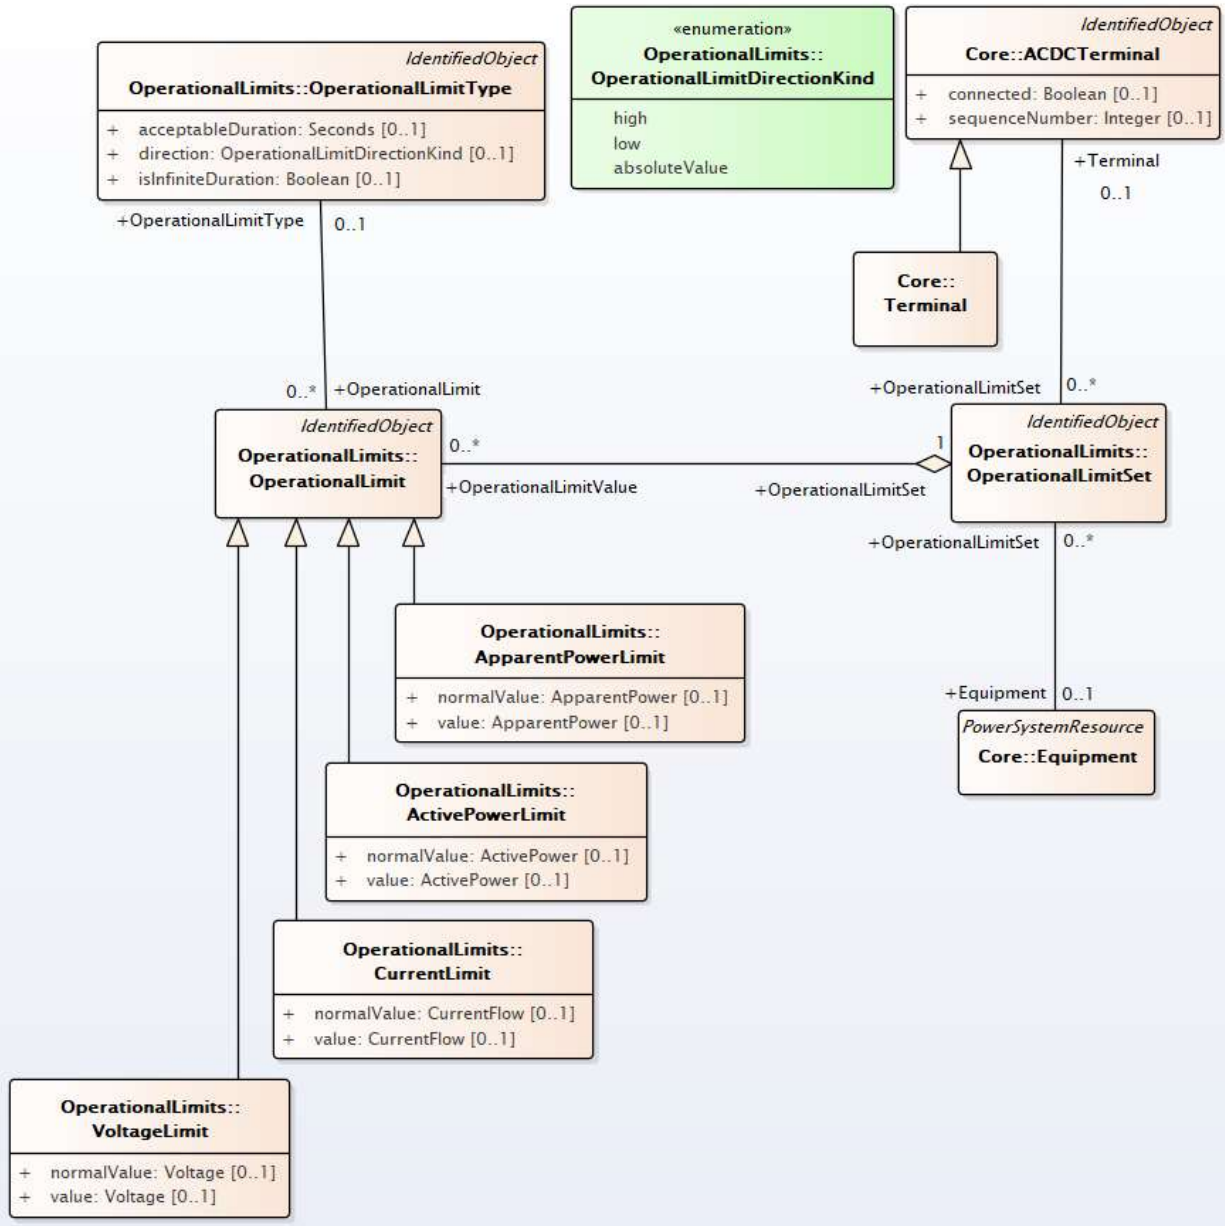 IdentifiedObject
OperationalLimits::OperationalLimitType
+ acceptableDuration: Seconds [0..1]
+ direction: OperationalLimitDirectionKind [0..1]
+ isInfiniteDuration: Boolean [0..1]
«enumeration»
OperationalLimits::
OperationalLimitDirectionKind
high
low
absoluteValue
IdentifiedObject
Core::ACDCTerminal
+ connected: Boolean [0..1]
+ sequenceNumber: Integer [0..1]
+OperationalLimitType
0..1
+Terminal
0..1
Core::
Terminal
0..*
+OperationalLimit
+OperationalLimitSet
0..*
IdentifiedObject
OperationalLimits::
OperationalLimit
0..*
+OperationalLimitValue
1
+OperationalLimitSet
IdentifiedObject
OperationalLimits::
OperationalLimitSet
+OperationalLimitSet
0..*
OperationalLimits::
ApparentPowerLimit
+ normalValue: ApparentPower [0..1]
+ value: ApparentPower [0..1]
+Equipment
0..1
PowerSystemResource
Core::Equipment
OperationalLimits::
ActivePowerLimit
+ normalValue: ActivePower [0..1]
+ value: ActivePower [0..1]
OperationalLimits::
CurrentLimit
+ normalValue: CurrentFlow [0..1]
+ value: CurrentFlow [0..1]
OperationalLimits::
VoltageLimit
+ normalValue: Voltage [0..1]
+ value: Voltage [0..1]